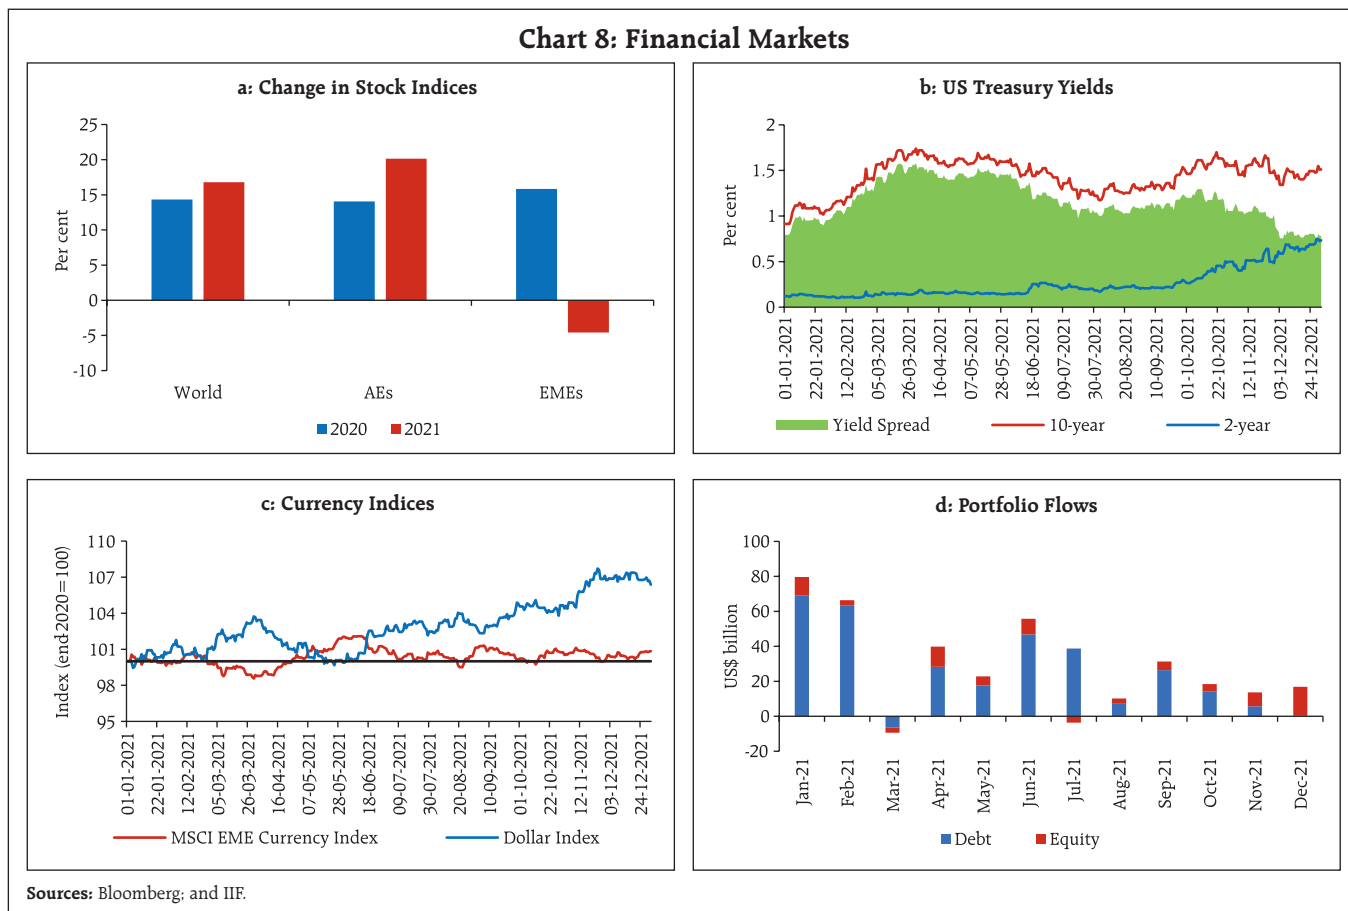 Chart 8: Financial Markets
a: Change in Stock Indices
Per cent
25
20
15
10
5
0
-5
-10
World AEs EMEs
2020 2021
b: US Treasury Yields
Per cent
2
1.5
1
0.5
0
01-01-2021
22-01-2021
12-02-2021
05-03-2021
26-03-2021
16-04-2021
07-05-2021
28-05-2021
18-06-2021
09-07-2021
30-07-2021
20-08-2021
10-09-2021
01-10-2021
22-10-2021
12-11-2021
03-12-2021
24-12-2021
Yield Spread 10-year 2-year
c: Currency Indices
Index (end 2020=100)
110
107
104
101
98
95
01-01-2021
22-01-2021
12-02-2021
05-03-2021
26-03-2021
16-04-2021
07-05-2021
28-05-2021
18-06-2021
09-07-2021
30-07-2021
20-08-2021
10-09-2021
01-10-2021
22-10-2021
12-11-2021
03-12-2021
24-12-2021
MSCI EME Currency Index Dollar Index
d: Portfolio Flows
US$ billion
100
80
60
40
20
0
-20
Jan-21
Feb-21
Mar-21
Apr-21
May-21
Jun-21
Jul-21
Aug-21
Sep-21
Oct-21
Nov-21
Dec-21
Debt Equity
Sources: Bloomberg; and IIF.